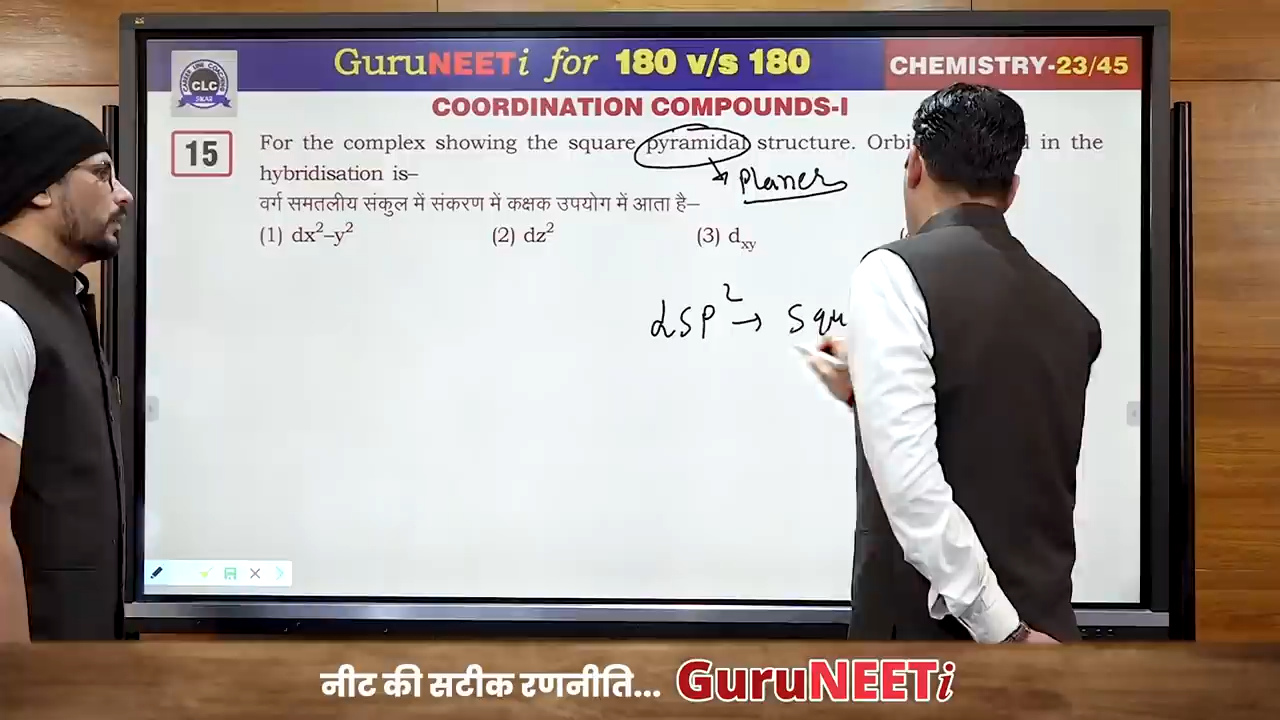 GuruNEETi for 180 v/s 180
CHEMISTRY-23/45
CLC
SIKAR
COORDINATION COMPOUNDS-I
15
For the complex showing the square pyramidal structure. in the
hybridisation is–
Planer
वर्ग समतलीय संकुल में संकरण में कक्षक उपयोग में आता है–
(1) dx²–y² (2) dz² (3) dxy
dsp² →
नीट की सटीक रणनीति... GuruNEETi